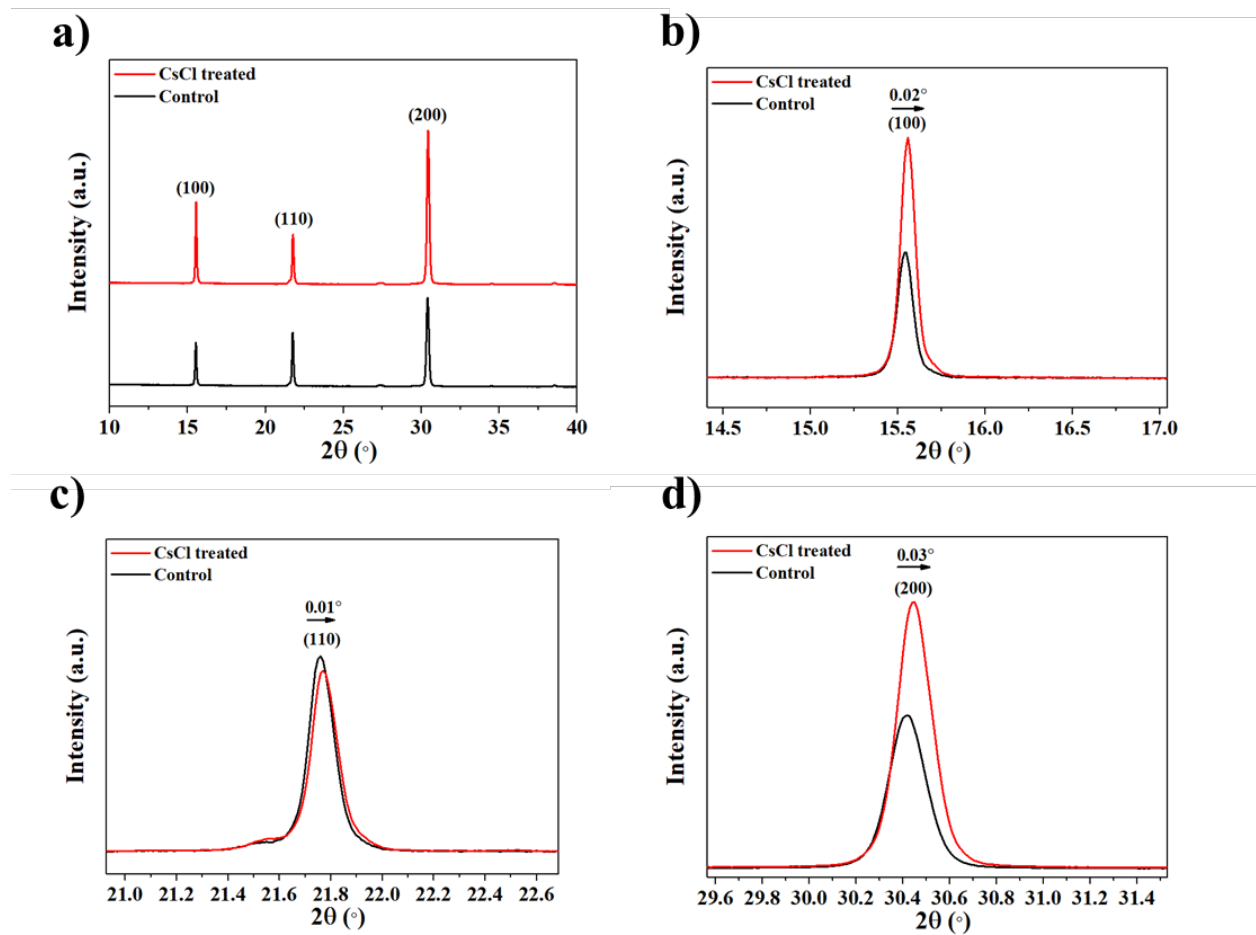 a)
CsCl treated
Control
(100)
(110)
(200)
Intensity (a.u.)
10 15 20 25 30 35 40
2θ (°)
b)
CsCl treated
Control
0.02°
(100)
Intensity (a.u.)
14.5 15.0 15.5 16.0 16.5 17.0
2θ (°)
c)
CsCl treated
Control
0.01°
(110)
Intensity (a.u.)
21.0 21.2 21.4 21.6 21.8 22.0 22.2 22.4 22.6
2θ (°)
d)
CsCl treated
Control
0.03°
(200)
Intensity (a.u.)
29.6 29.8 30.0 30.2 30.4 30.6 30.8 31.0 31.2 31.4
2θ (°)